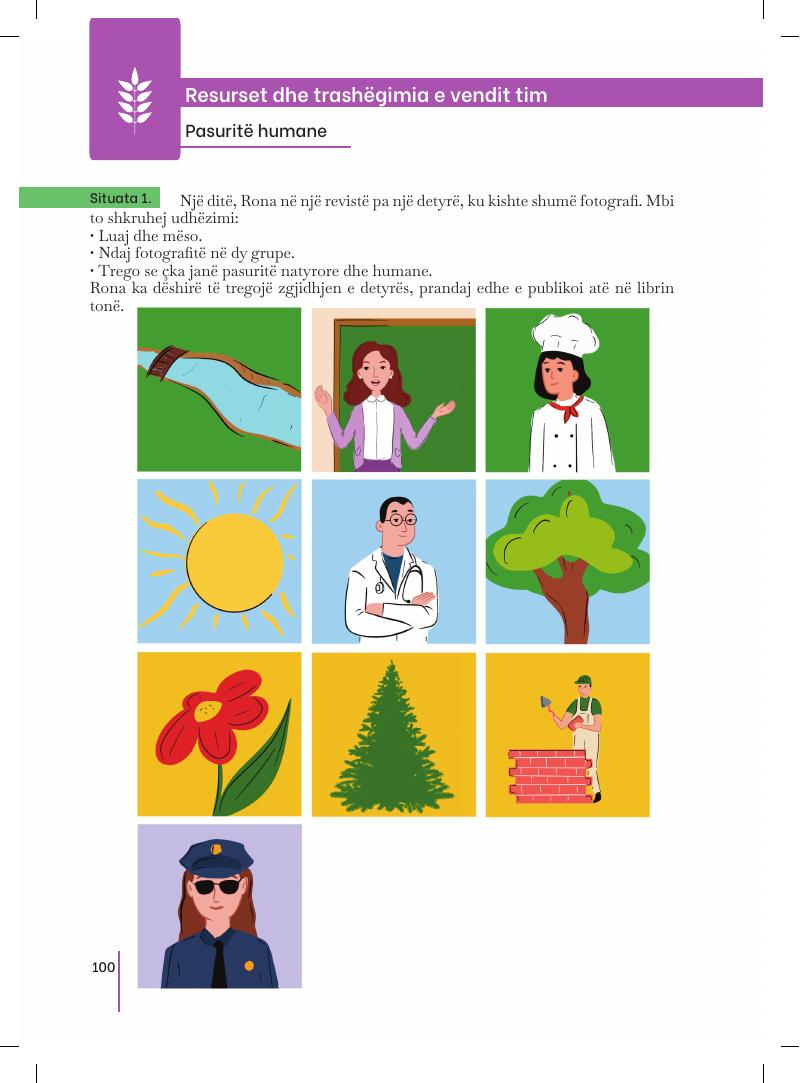 Resurset dhe trashëgimia e vendit tim
Pasuritë humane
Situata 1. Një ditë, Rona në një revistë pa një detyrë, ku kishte shumë fotografi. Mbi
to shkruhej udhëzimi:
• Luaj dhe mëso.
• Ndaj fotografitë në dy grupe.
• Trego se çka janë pasuritë natyrore dhe humane.
Rona ka dëshirë të tregojë zgjidhjen e detyrës, prandaj edhe e publikoi atë në librin
tonë.
100